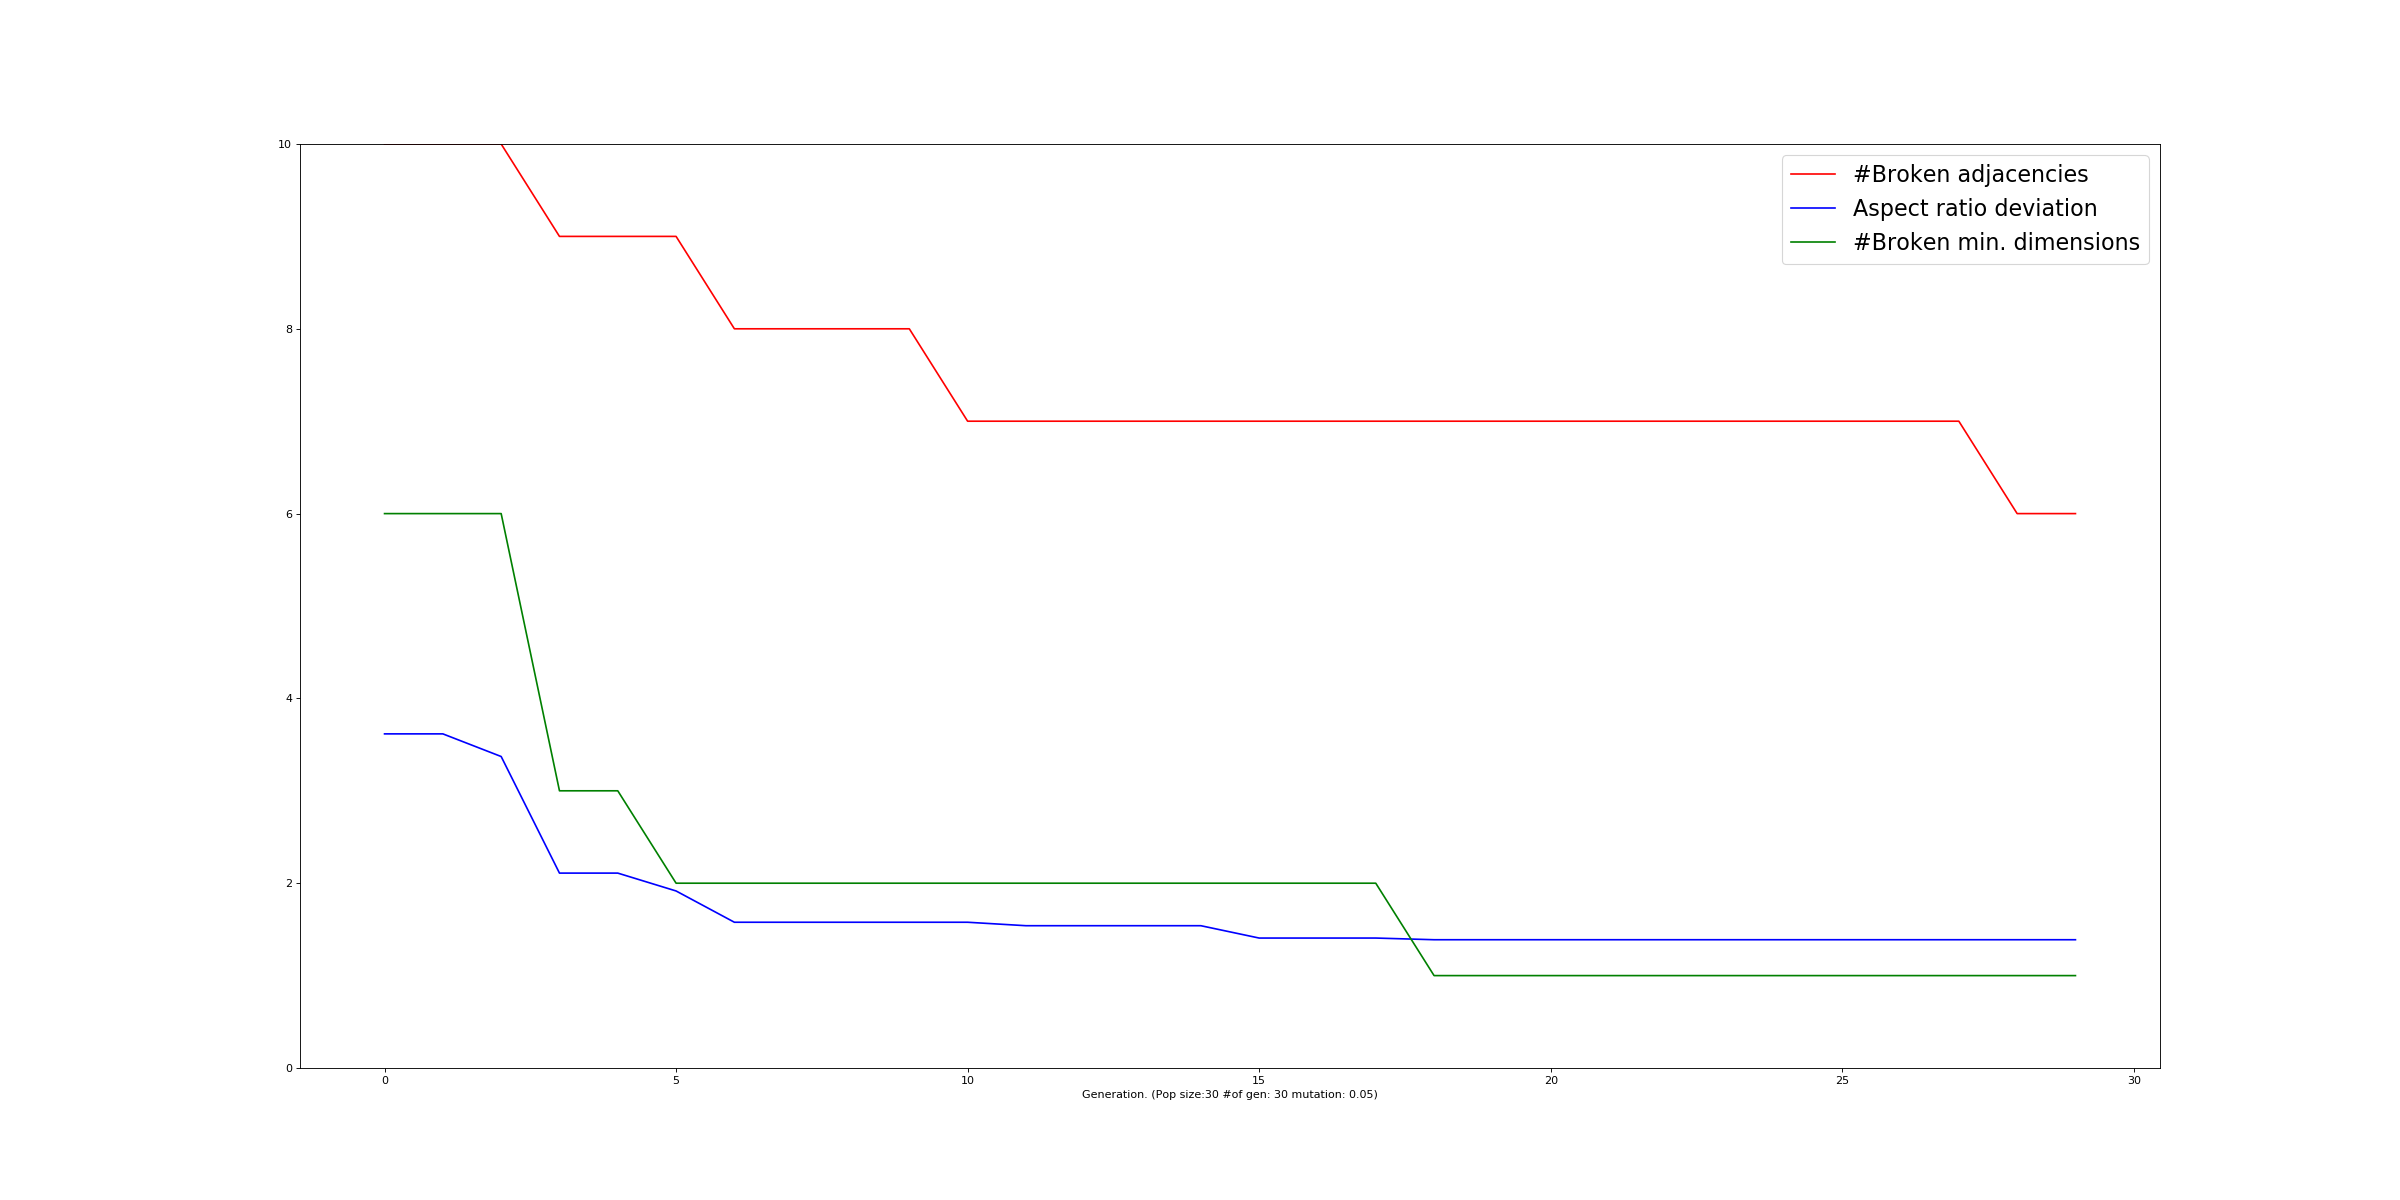 10
8
6
4
2
0
#Broken adjacencies
Aspect ratio deviation
#Broken min. dimensions
0 5 10 15 20 25 30
Generation. (Pop size:30 #of gen: 30 mutation: 0.05)